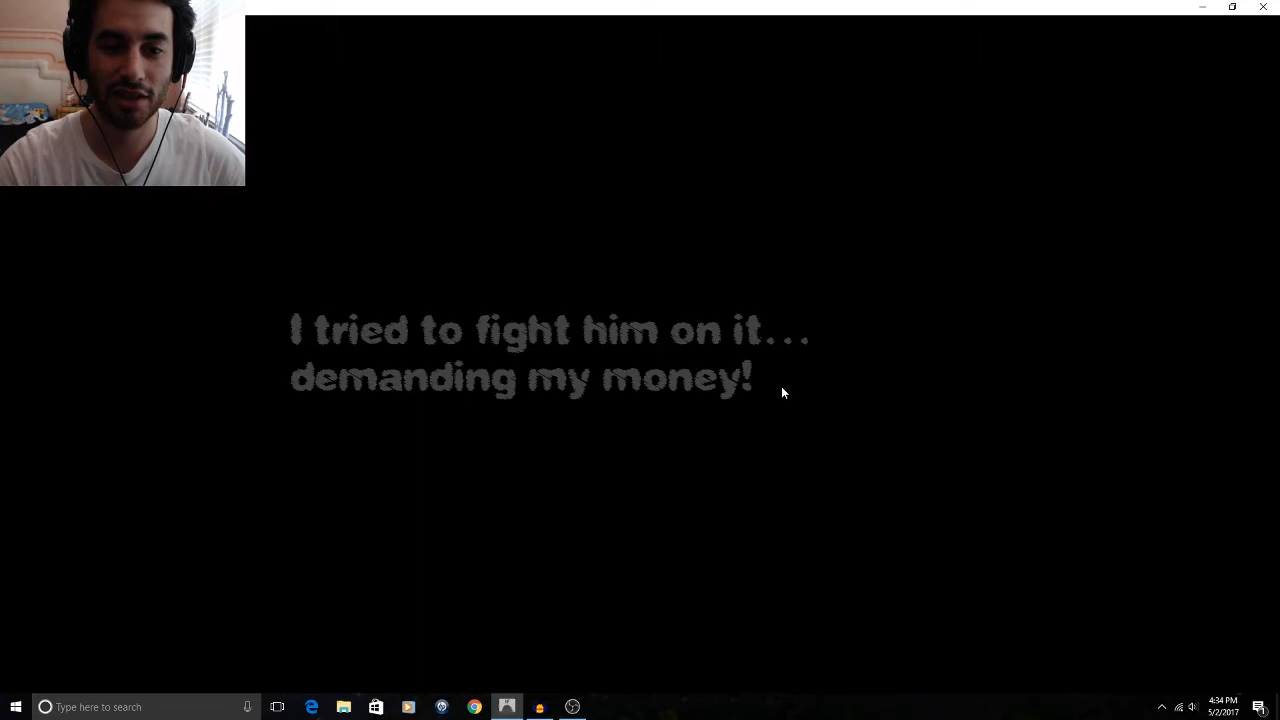 I tried to fight him on it...
demanding my money!
Type here to search
4:34 PM
5/2/2017